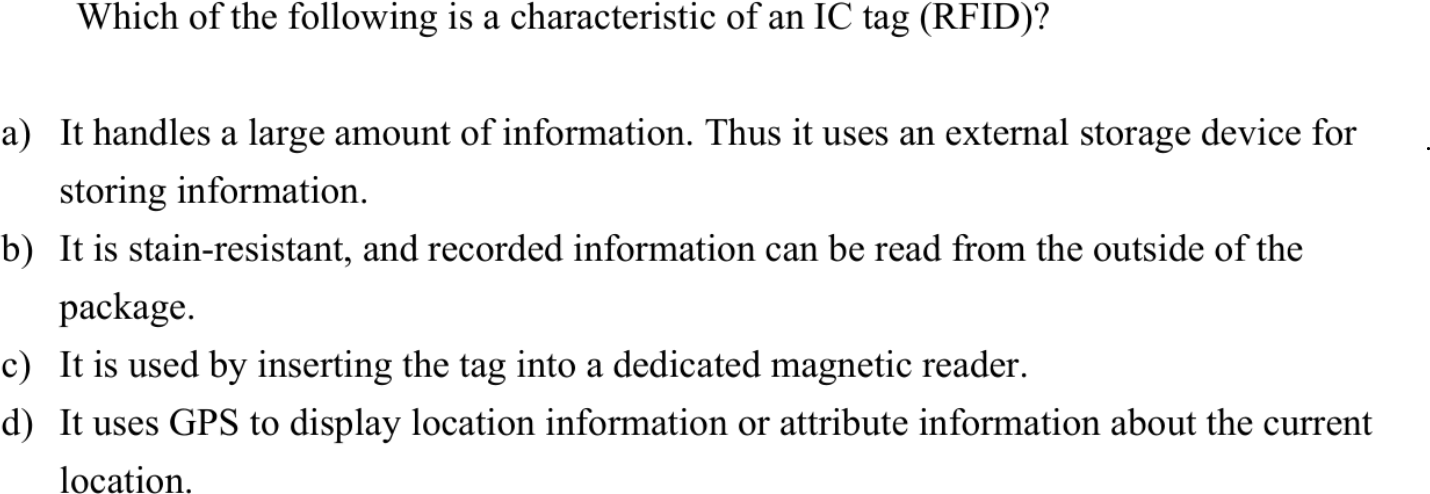 Which of the following is a characteristic of an IC tag (RFID)?
a) It handles a large amount of information. Thus it uses an external storage device for
storing information.
b) It is stain-resistant, and recorded information can be read from the outside of the
package.
c) It is used by inserting the tag into a dedicated magnetic reader.
d) It uses GPS to display location information or attribute information about the current
location.